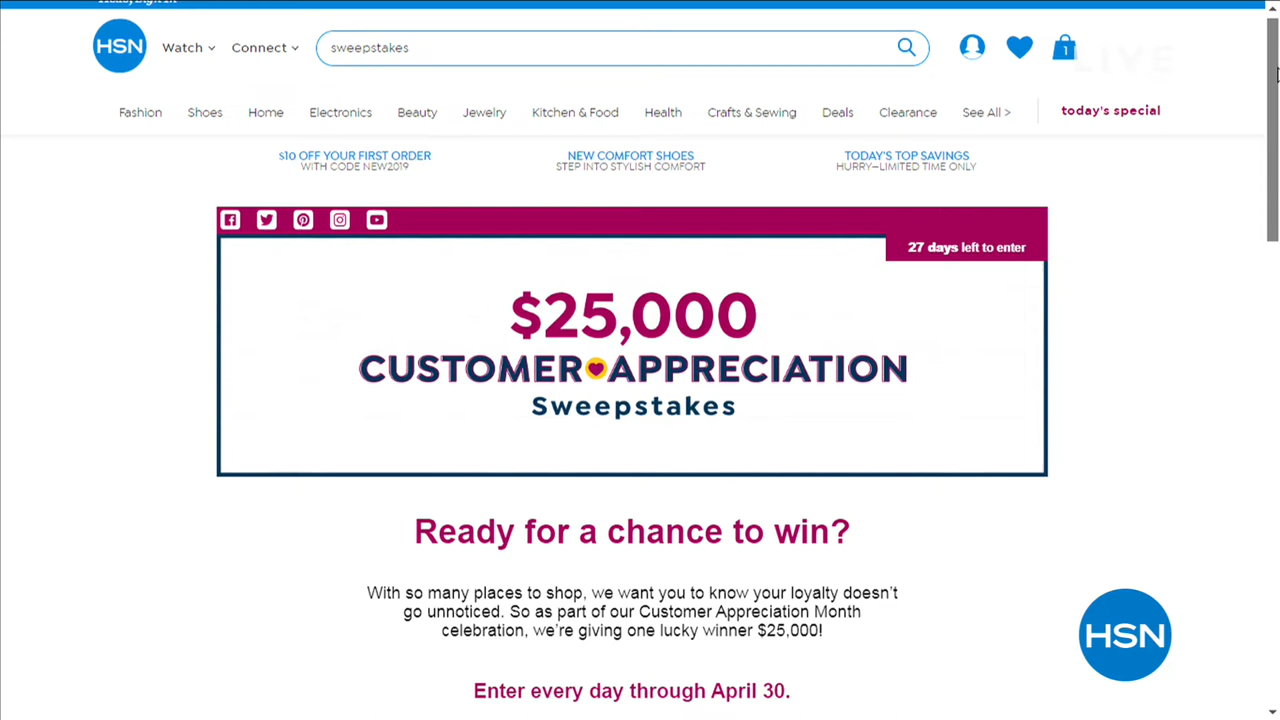 HSN
Watch
Connect
sweepstakes
1
LIVE
Fashion
Shoes
Home
Electronics
Beauty
Jewelry
Kitchen & Food
Health
Crafts & Sewing
Deals
Clearance
See All >
today's special
$10 OFF YOUR FIRST ORDER
WITH CODE NEW2019
NEW COMFORT SHOES
STEP INTO STYLISH COMFORT
TODAY'S TOP SAVINGS
HURRY—LIMITED TIME ONLY
27 days left to enter
$25,000
CUSTOMER APPRECIATION
Sweepstakes
Ready for a chance to win?
With so many places to shop, we want you to know your loyalty doesn't
go unnoticed. So as part of our Customer Appreciation Month
celebration, we're giving one lucky winner $25,000!
HSN
Enter every day through April 30.